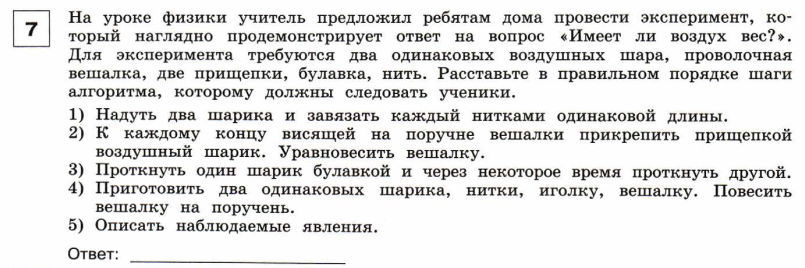 7
На уроке физики учитель предложил ребятам дома провести эксперимент, ко-
торый наглядно продемонстрирует ответ на вопрос «Имеет ли воздух вес?».
Для эксперимента требуются два одинаковых воздушных шара, проволочная
вешалка, две прищепки, булавка, нить. Расставьте в правильном порядке шаги
алгоритма, которому должны следовать ученики.
1) Надуть два шарика и завязать каждый нитками одинаковой длины.
2) К каждому концу висящей на поручне вешалки прикрепить прищепкой
воздушный шарик. Уравновесить вешалку.
3) Проткнуть один шарик булавкой и через некоторое время проткнуть другой.
4) Приготовить два одинаковых шарика, нитки, иголку, вешалку. Повесить
вешалку на поручень.
5) Описать наблюдаемые явления.
Ответ: